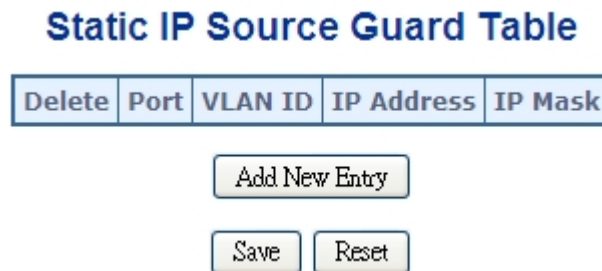 Static IP Source Guard Table
Delete Port VLAN ID IP Address IP Mask
Add New Entry
Save Reset